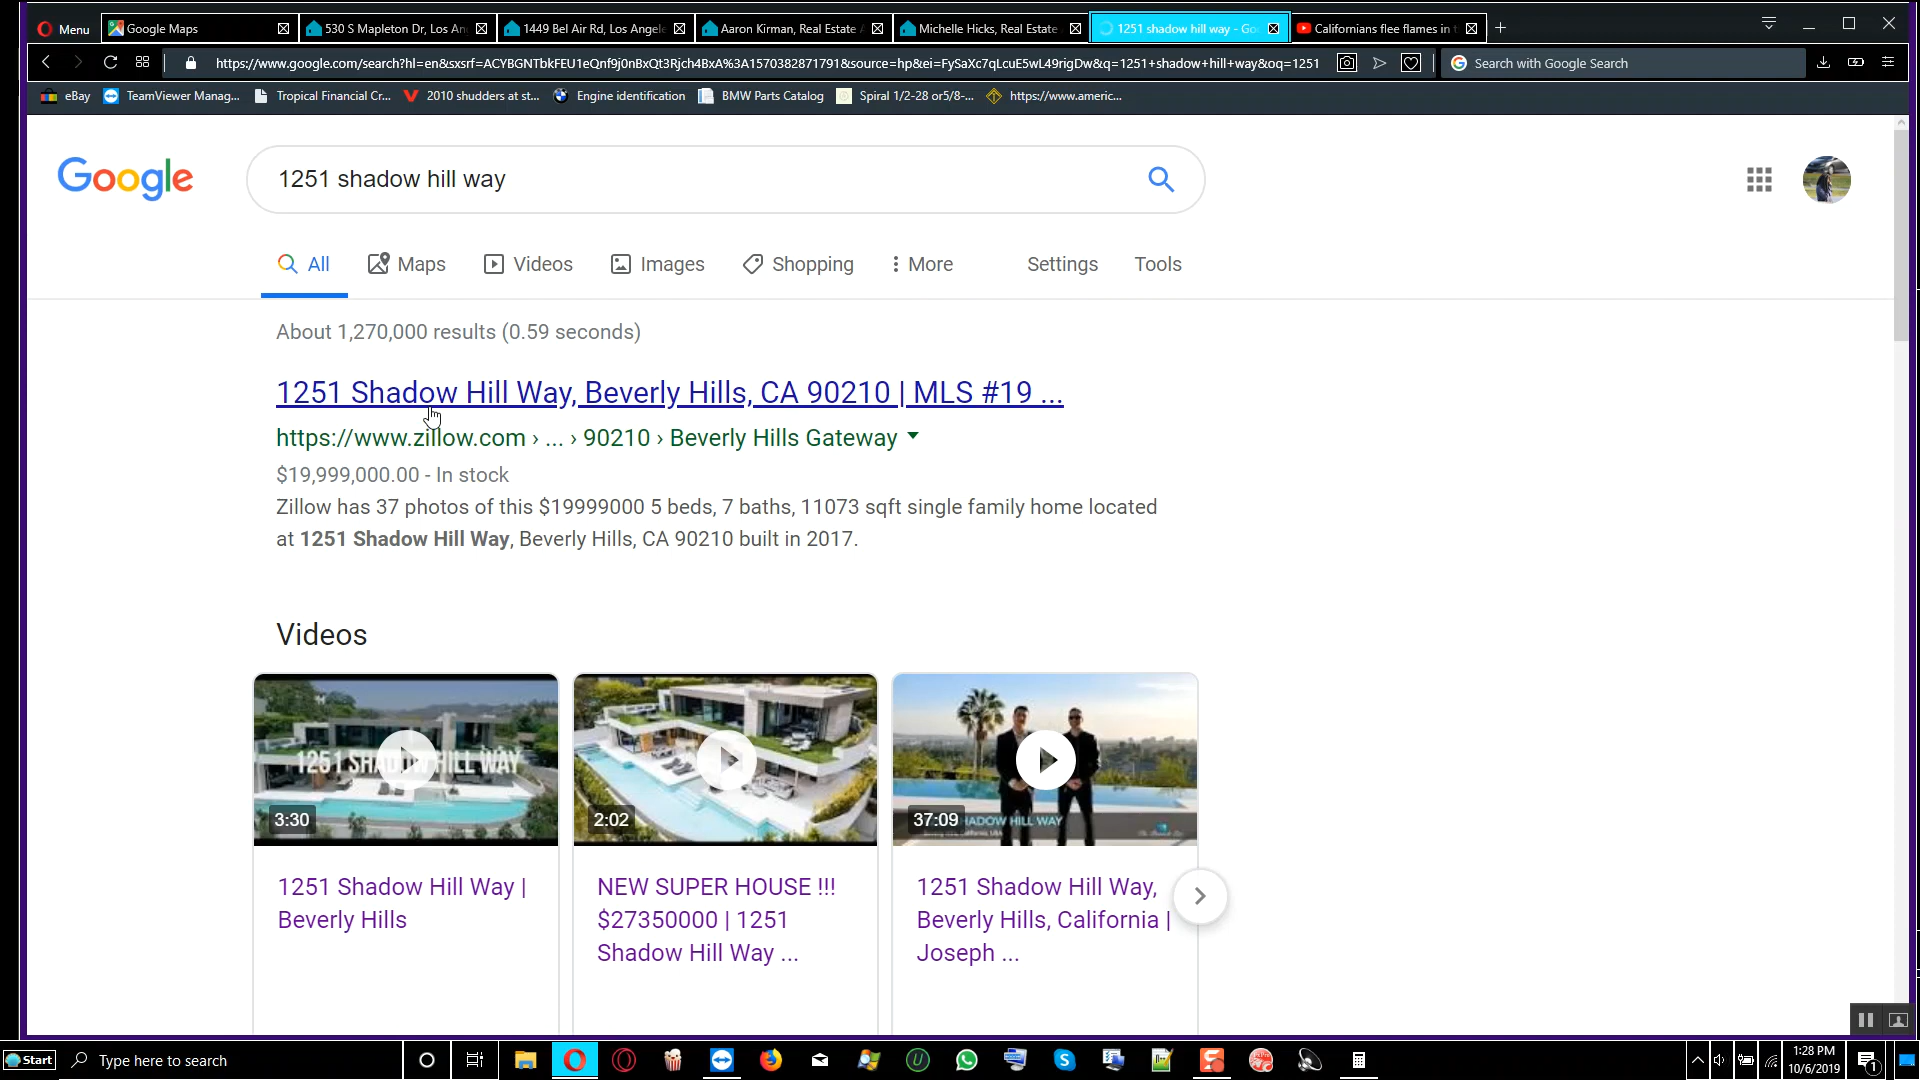 Menu
Google Maps
530 S Mapleton Dr, Los An
1449 Bel Air Rd, Los Angele
Aaron Kirman, Real Estate A
Michelle Hicks, Real Estate
1251 shadow hill way - Go
Californians flee flames in t
https://www.google.com/search?hl=en&sxsrf=ACYBGNTbkFEU1eQnf9j0nBxQt3Rjch4BxA%3A1570382871791&source=hp&ei=FySaXc7qLcuE5wL49rigDw&q=1251+shadow+hill+way&oq=1251
Search with Google Search
eBay
TeamViewer Manag...
Tropical Financial Cr...
2010 shudders at st...
Engine identification
BMW Parts Catalog
Spiral 1/2-28 or5/8-...
https://www.americ...
Google
1251 shadow hill way
All
Maps
Videos
Images
Shopping
More
Settings
Tools
About 1,270,000 results (0.59 seconds)
1251 Shadow Hill Way, Beverly Hills, CA 90210 | MLS #19 ...
https://www.zillow.com › ... › 90210 › Beverly Hills Gateway
$19,999,000.00 - In stock
Zillow has 37 photos of this $19999000 5 beds, 7 baths, 11073 sqft single family home located
at 1251 Shadow Hill Way, Beverly Hills, CA 90210 built in 2017.
Videos
3:30
2:02
37:09
HILL WAY
1251 Shadow Hill Way |
Beverly Hills
NEW SUPER HOUSE !!!
$27350000 | 1251
Shadow Hill Way ...
1251 Shadow Hill Way,
Beverly Hills, California |
Joseph ...
Start
Type here to search
1:28 PM
10/6/2019
1